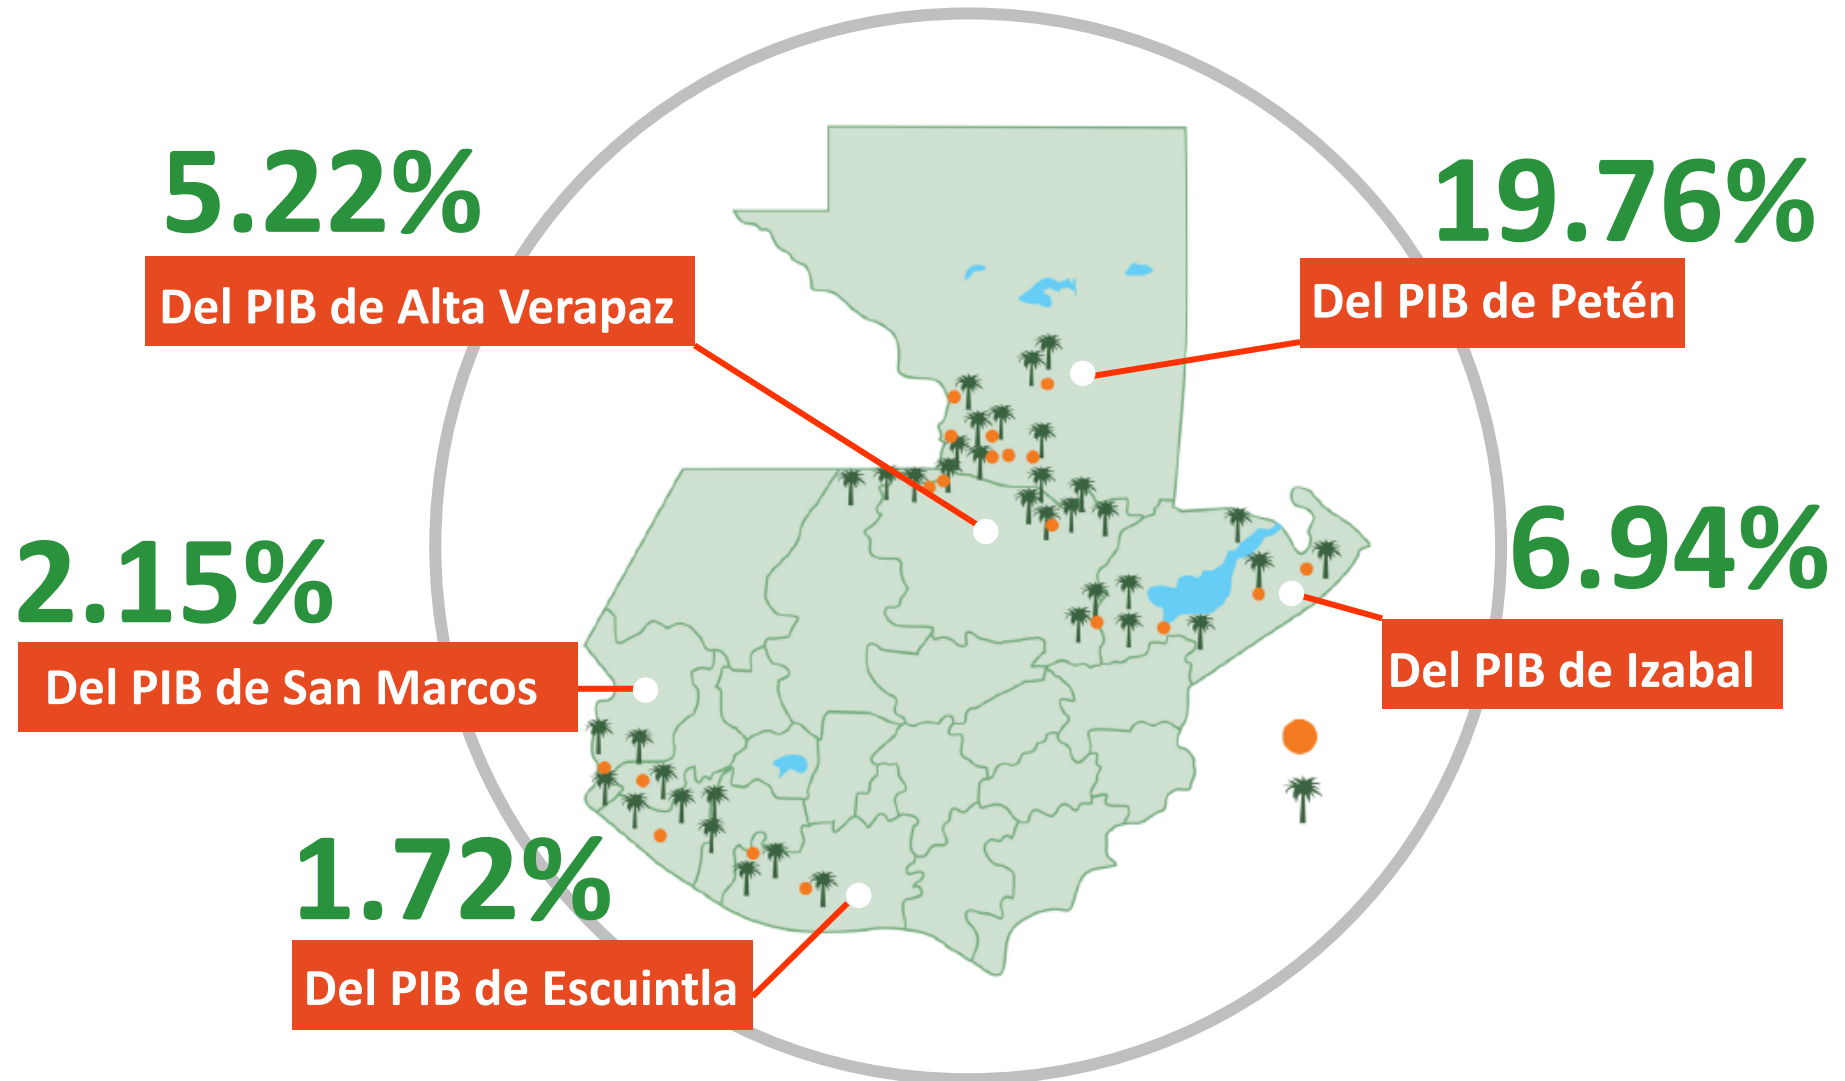 5.22%
Del PIB de Alta Verapaz
19.76%
Del PIB de Petén
2.15%
Del PIB de San Marcos
6.94%
Del PIB de Izabal
1.72%
Del PIB de Escuintla